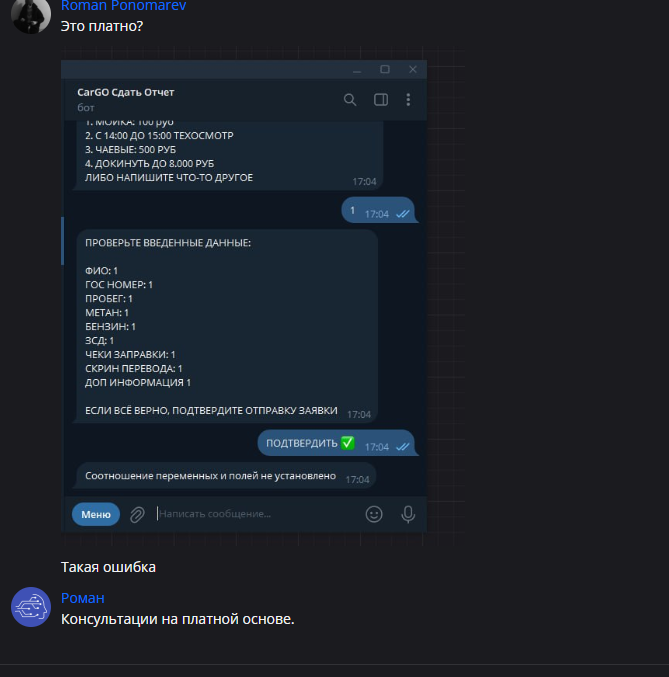 Roman Ponomarev
Это платно?
CarGO Сдать Отчет
бот
1. МОЙКА: 100 руб
2. С 14:00 ДО 15:00 ТЕХОСМОТР
3. ЧАЕВЫЕ: 500 РУБ
4. ДОКИНУТЬ ДО 8.000 РУБ
ЛИБО НАПИШИТЕ ЧТО-ТО ДРУГОЕ
17:04
1 17:04
ПРОВЕРЬТЕ ВВЕДЕННЫЕ ДАННЫЕ:
ФИО: 1
ГОС НОМЕР: 1
ПРОБЕГ: 1
МЕТАН: 1
БЕНЗИН: 1
ЗСД: 1
ЧЕКИ ЗАПРАВКИ: 1
СКРИН ПЕРЕВОДА: 1
ДОП ИНФОРМАЦИЯ 1
ЕСЛИ ВСЁ ВЕРНО, ПОДТВЕРДИТЕ ОТПРАВКУ ЗАЯВКИ 17:04
ПОДТВЕРДИТЬ ✅ 17:04
Соотношение переменных и полей не установлено 17:04
Меню Написать сообщение...
Такая ошибка
Роман
Консультации на платной основе.